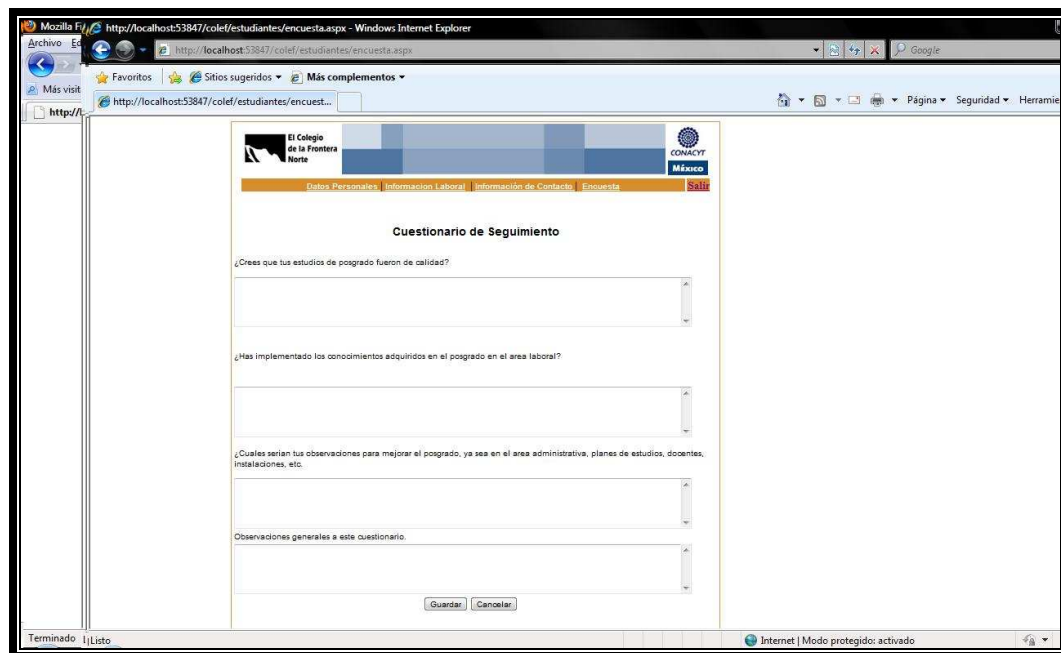 Mozilla Fi
http://localhost:53847/colef/estudiantes/encuesta.aspx - Windows Internet Explorer
Archivo Ed
http://localhost:53847/colef/estudiantes/encuesta.aspx
Google
Favoritos Sitios sugeridos Más complementos
Más visit
http://localhost:53847/colef/estudiantes/encuest...
Página Seguridad Herramie
http://l
El Colegio
de la Frontera
Norte
CONACYT
México
Datos Personales | Informacion Laboral | Información de Contacto | Encuesta
Salir
Cuestionario de Seguimiento
¿Crees que tus estudios de posgrado fueron de calidad?
¿Has implementado los conocimientos adquiridos en el posgrado en el area laboral?
¿Cuales serian tus observaciones para mejorar el posgrado, ya sea en el area administrativa, planes de estudios, docentes,
instalaciones, etc.
Observaciones generales a este cuestionario.
Guardar Cancelar
Terminado
Listo
Internet | Modo protegido: activado